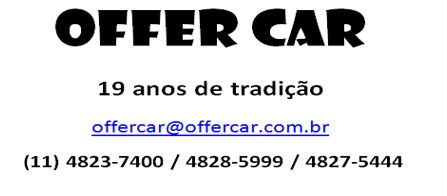 OFFER CAR
19 anos de tradição
offercar@offercar.com.br
(11) 4823-7400 / 4828-5999 / 4827-5444